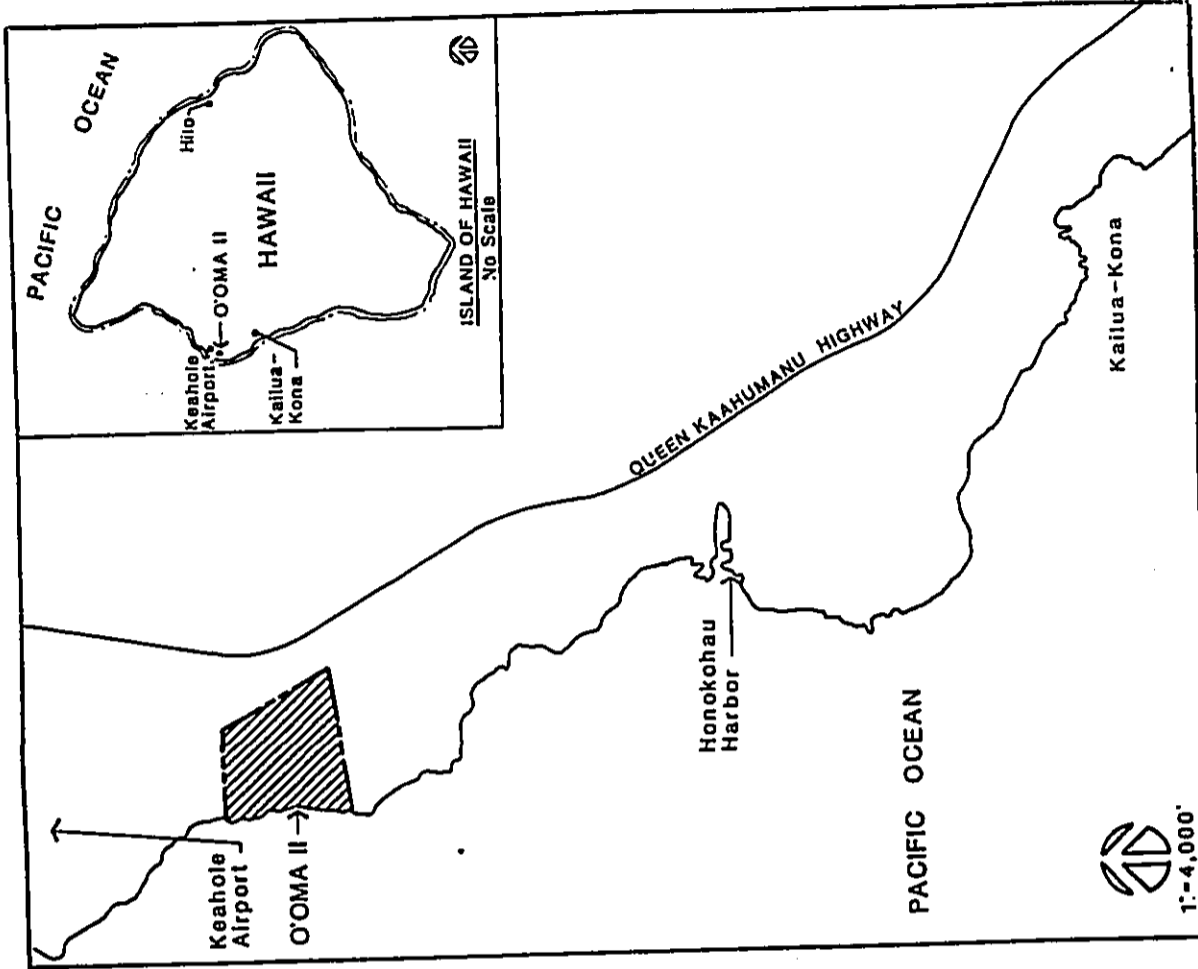 PACIFIC
OCEAN
Hilo
Keahole
Airport
O'OMA II
HAWAII
Kailua-
Kona
ISLAND OF HAWAII
No Scale
QUEEN KAAHUMANU HIGHWAY
Keahole
Airport
O'OMA II
Honokohau
Harbor
Kailua-Kona
PACIFIC OCEAN
1"=4,000'